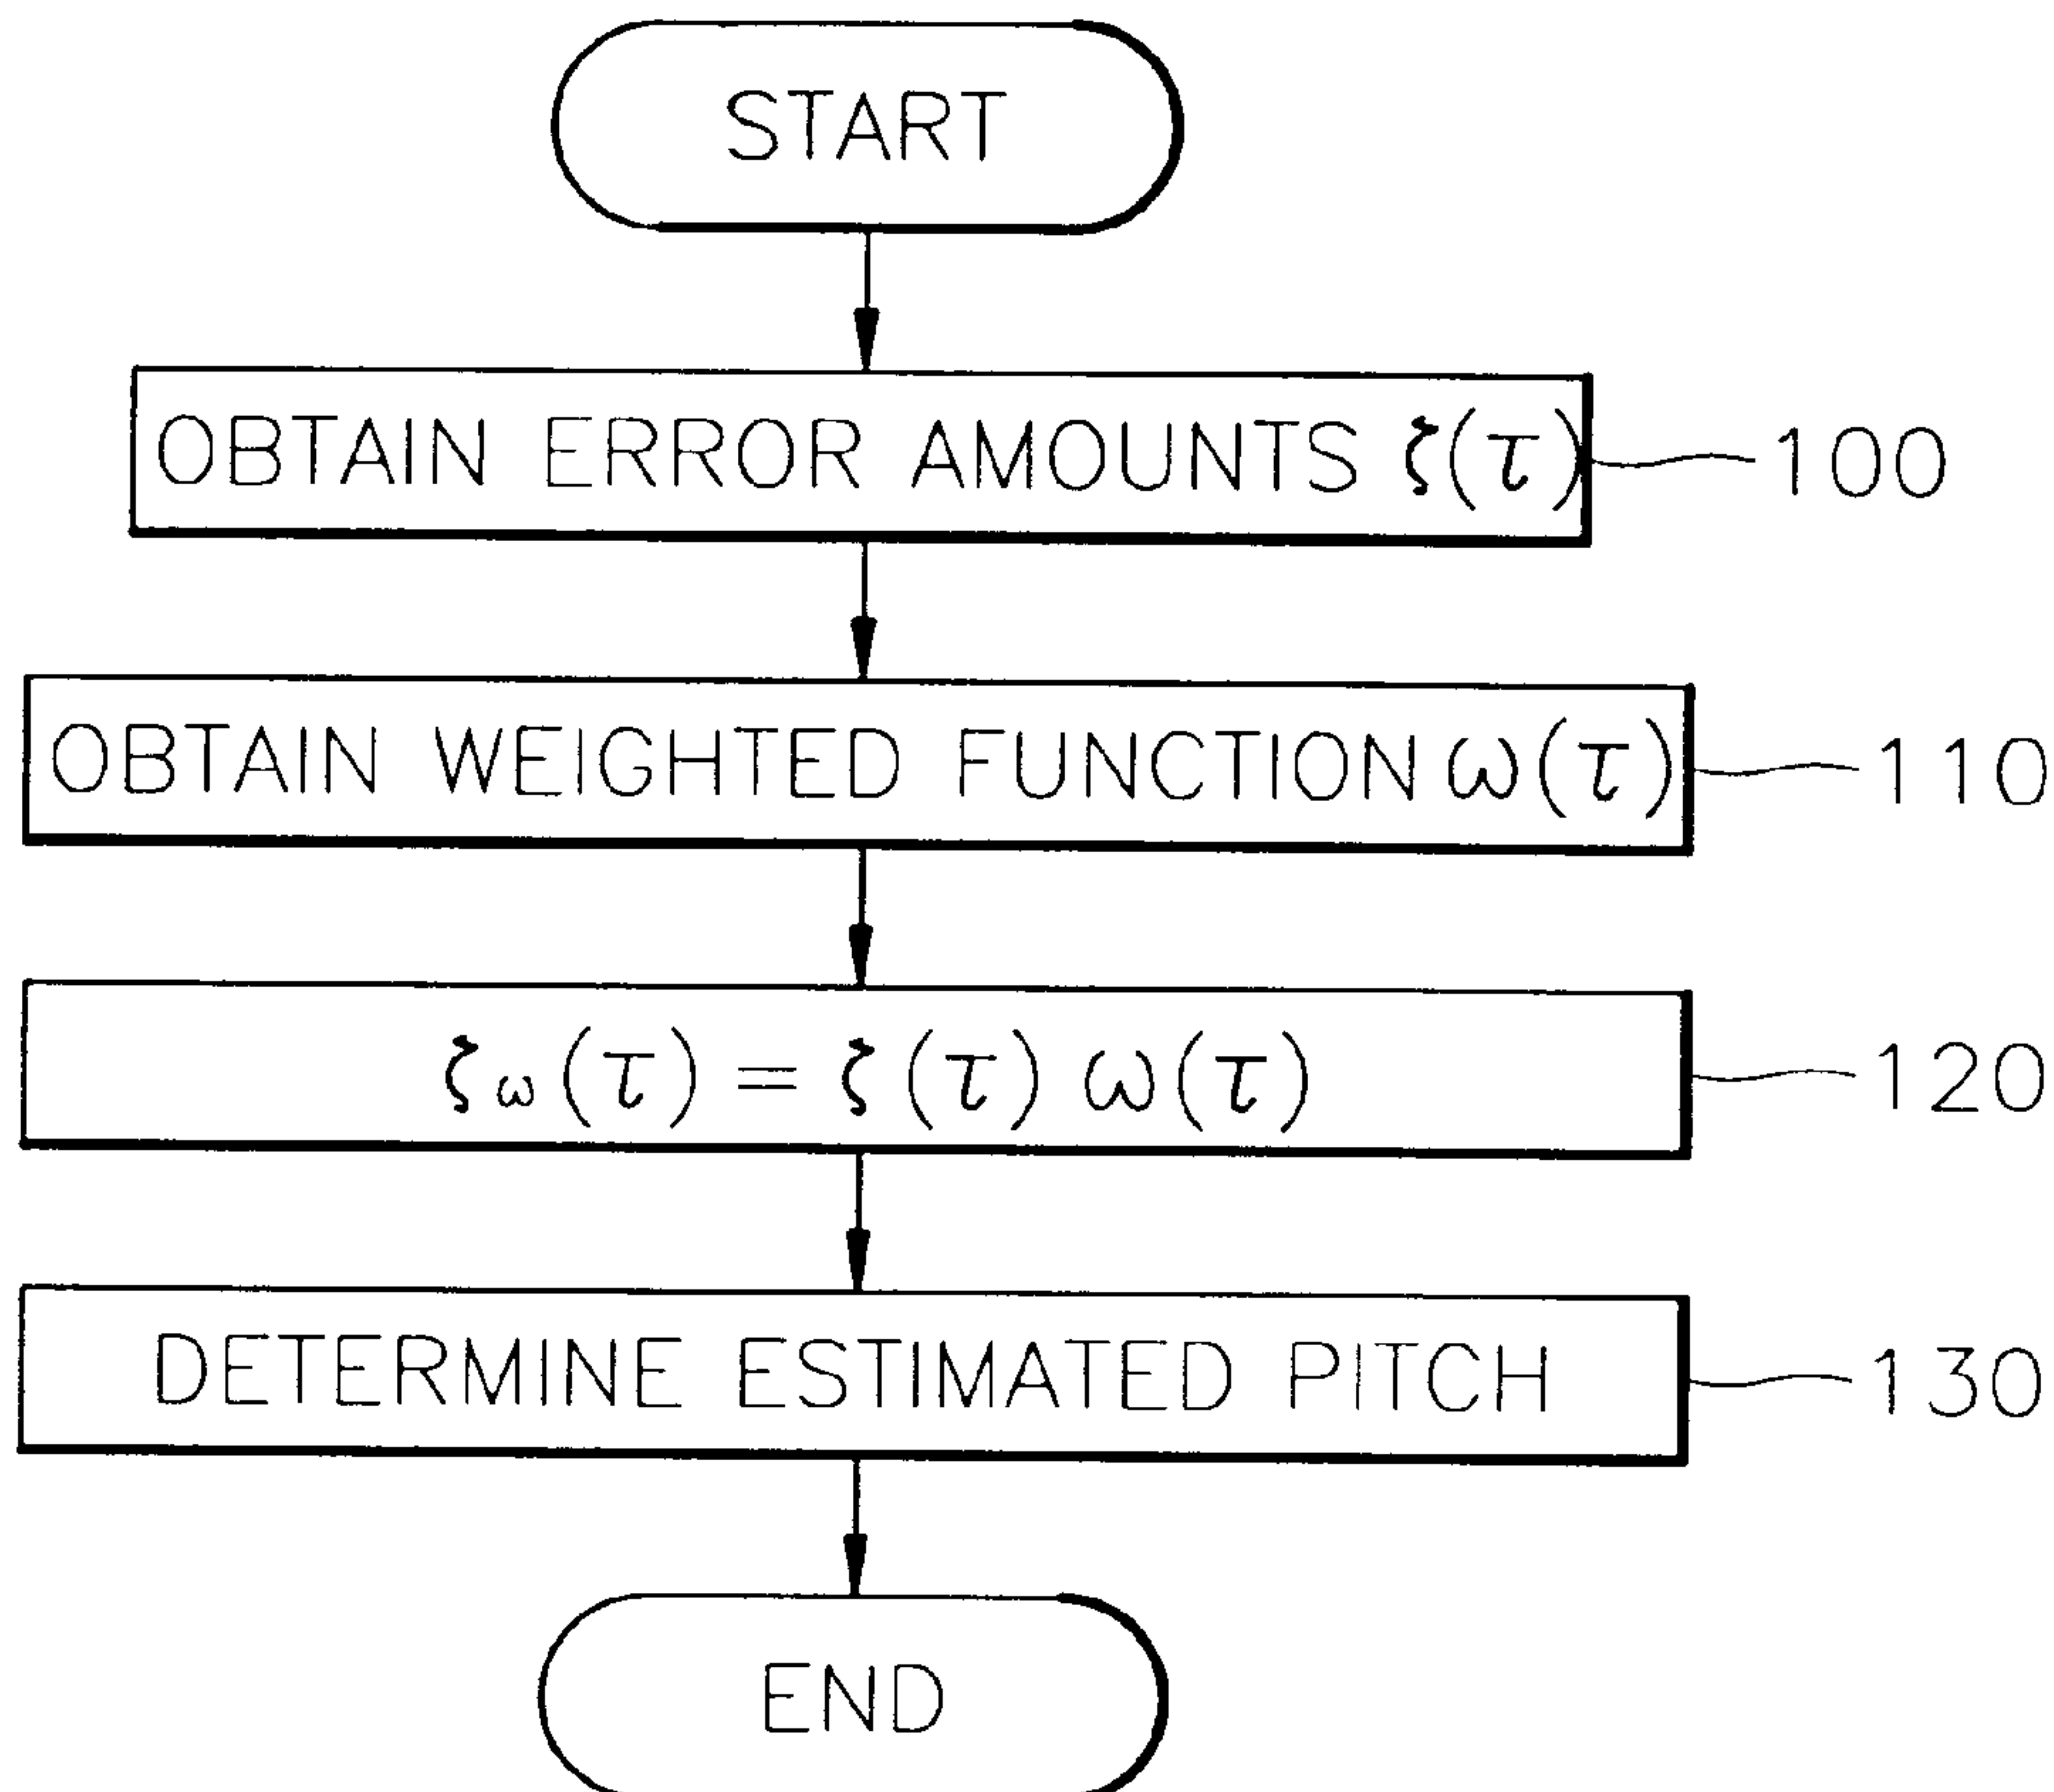 START
OBTAIN ERROR AMOUNTS ζ(τ)
100
OBTAIN WEIGHTED FUNCTION ω(τ)
110
ζω(τ) = ζ(τ) ω(τ)
120
DETERMINE ESTIMATED PITCH
130
END